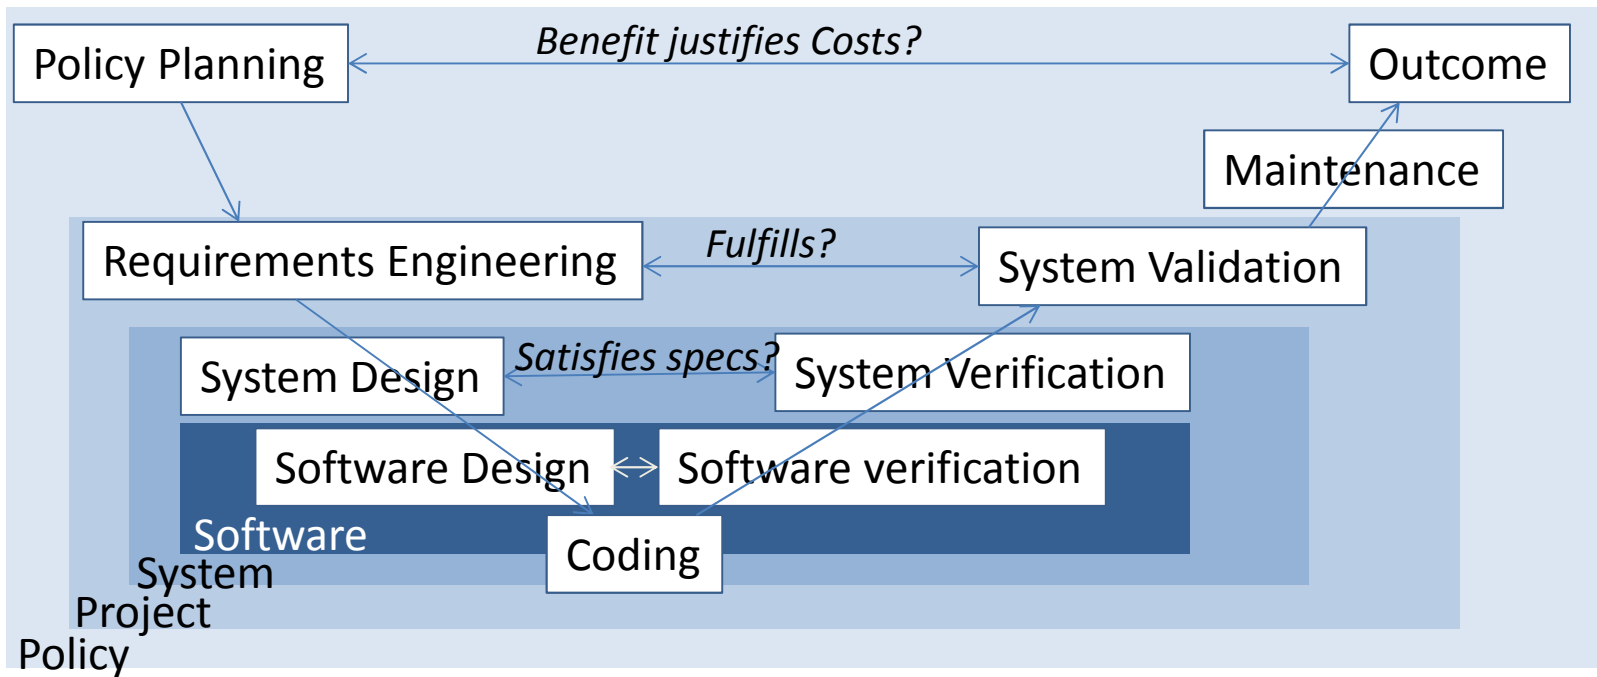 Benefit justifies Costs?
Policy Planning
Outcome
Maintenance
Requirements Engineering
Fulfills?
System Validation
System Design
Satisfies specs?
System Verification
Software Design
Software verification
Software
Coding
System
Project
Policy